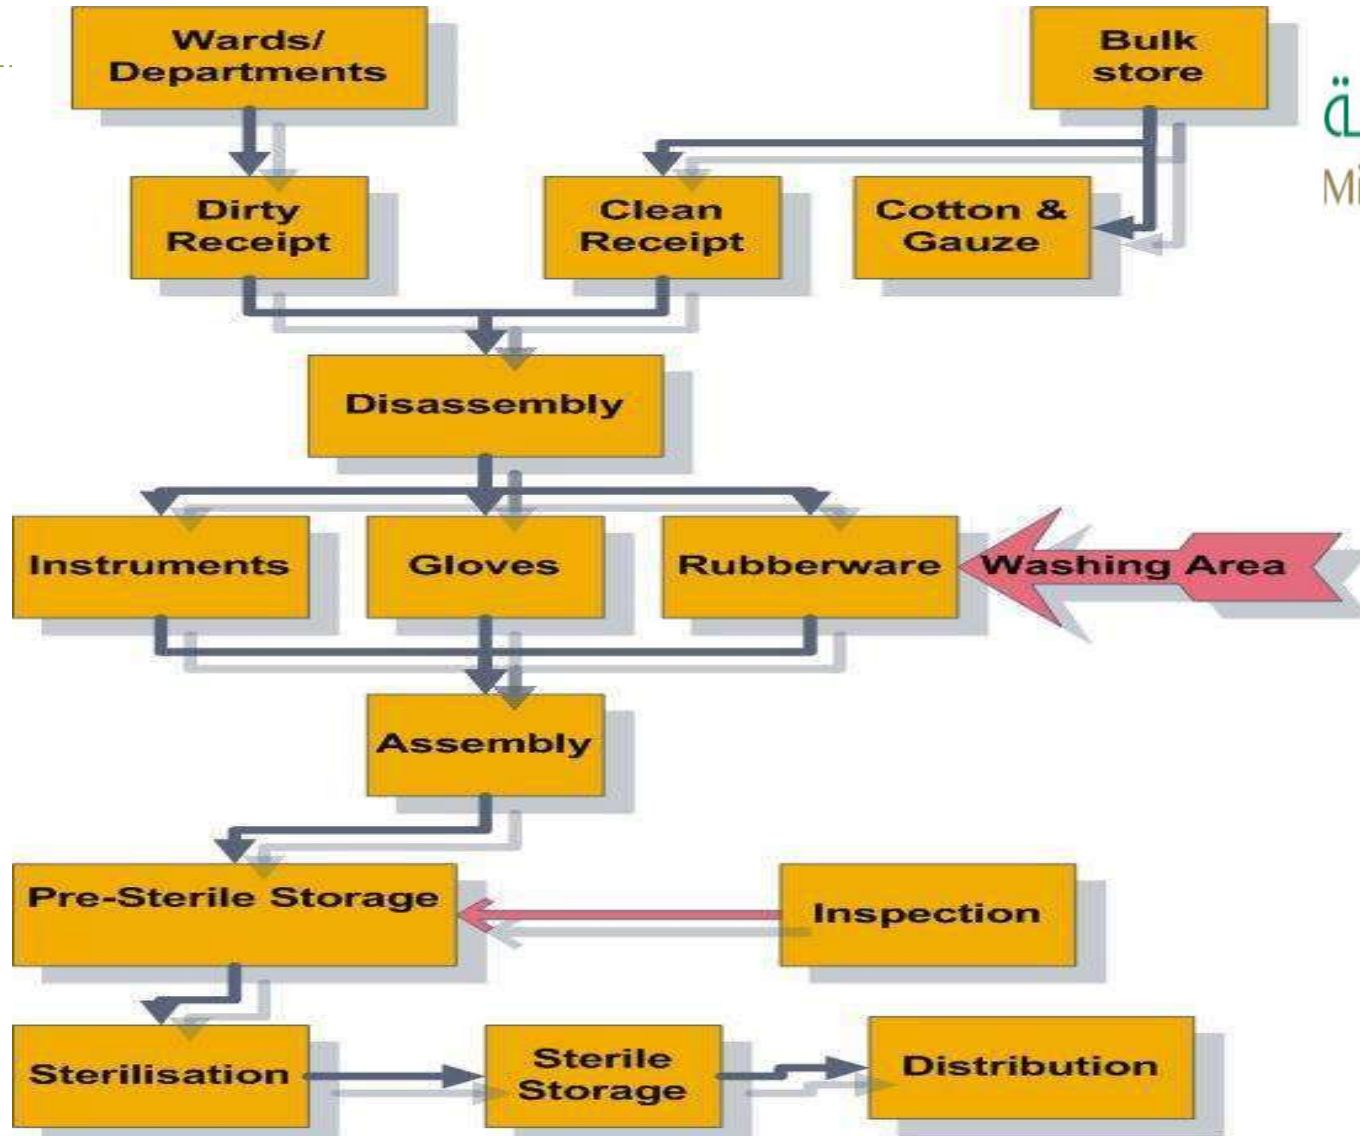 Wards/
Departments
Bulk
store
Dirty
Receipt
Clean
Receipt
Cotton &
Gauze
Disassembly
Instruments
Gloves
Rubberware
Washing Area
Assembly
Pre-Sterile Storage
Inspection
Sterilisation
Sterile
Storage
Distribution